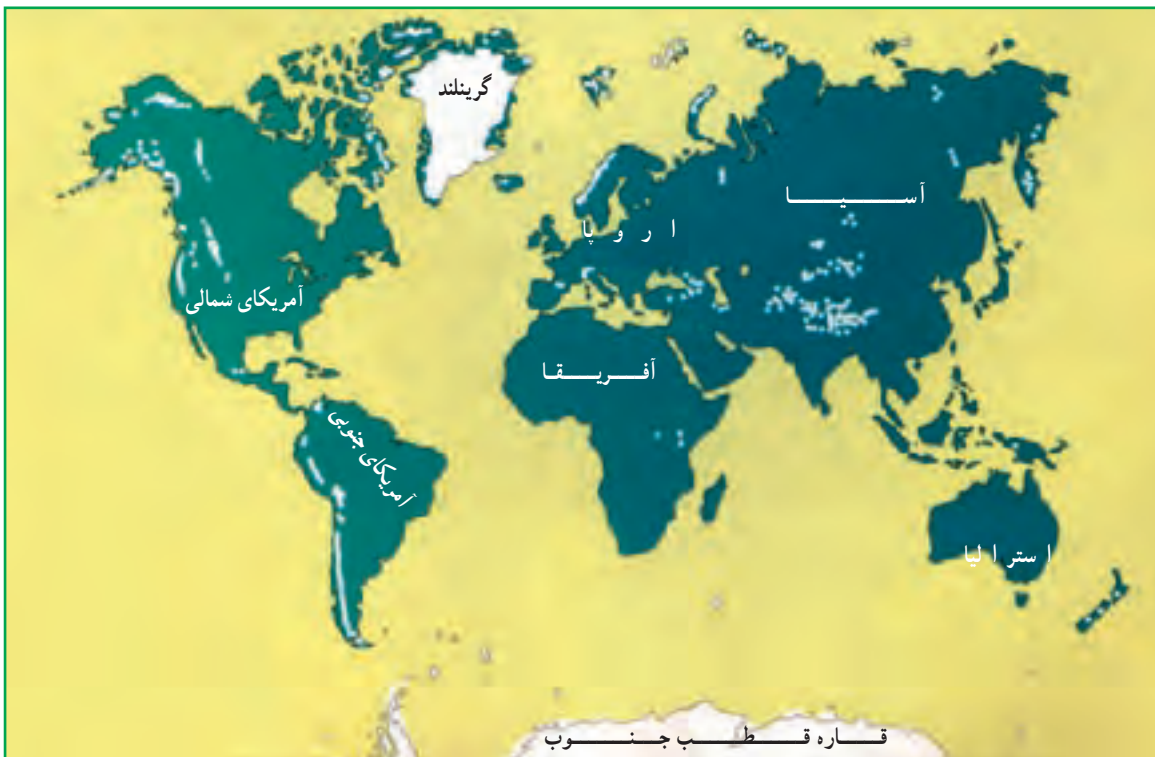 گرینلند
آسیا
اروپا
آمریکای شمالی
آفریقا
آمریکای جنوبی
استرالیا
قاره قطب جنوب